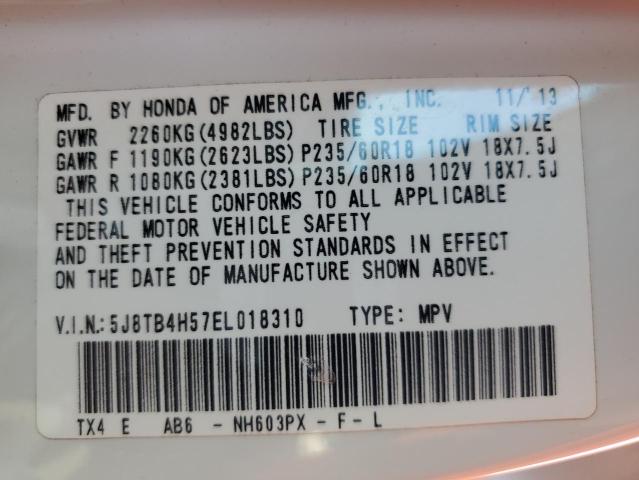 MFD. BY HONDA OF AMERICA MFG., INC. 11/13
GVWR 2260KG(4982LBS) TIRE SIZE RIM SIZE
GAWR F 1190KG(2623LBS) P235/60R18 102V 18X7.5J
GAWR R 1080KG(2381LBS) P235/60R18 102V 18X7.5J
THIS VEHICLE CONFORMS TO ALL APPLICABLE
FEDERAL MOTOR VEHICLE SAFETY
AND THEFT PREVENTION STANDARDS IN EFFECT
ON THE DATE OF MANUFACTURE SHOWN ABOVE.
V.I.N.:5J8TB4H57EL018310 TYPE: MPV
TX4 E AB6 - NH603PX - F - L